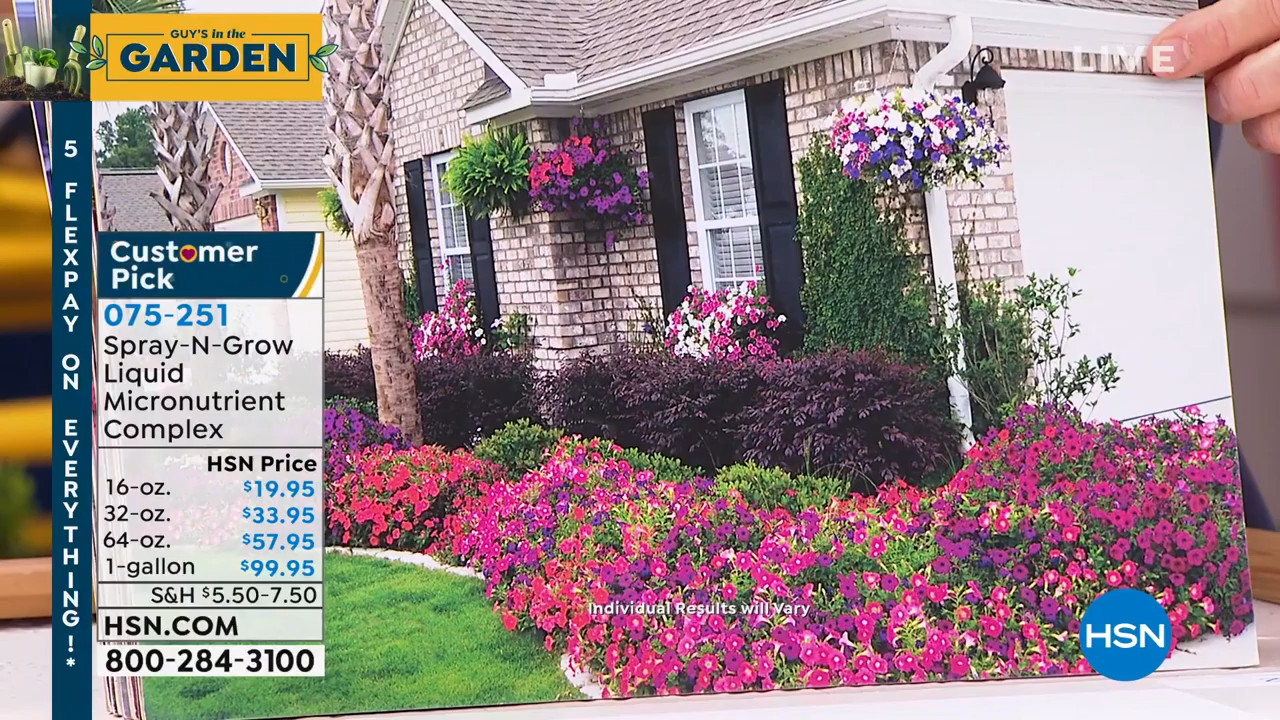 GUY'S in the
GARDEN
LIVE
5 FLEXPAY ON EVERYTHING!*
Customer
Pick
075-251
Spray-N-Grow
Liquid
Micronutrient
Complex
HSN Price
16-oz. $19.95
32-oz. $33.95
64-oz. $57.95
1-gallon $99.95
S&H $5.50-7.50
HSN.COM
800-284-3100
Individual Results will Vary
HSN